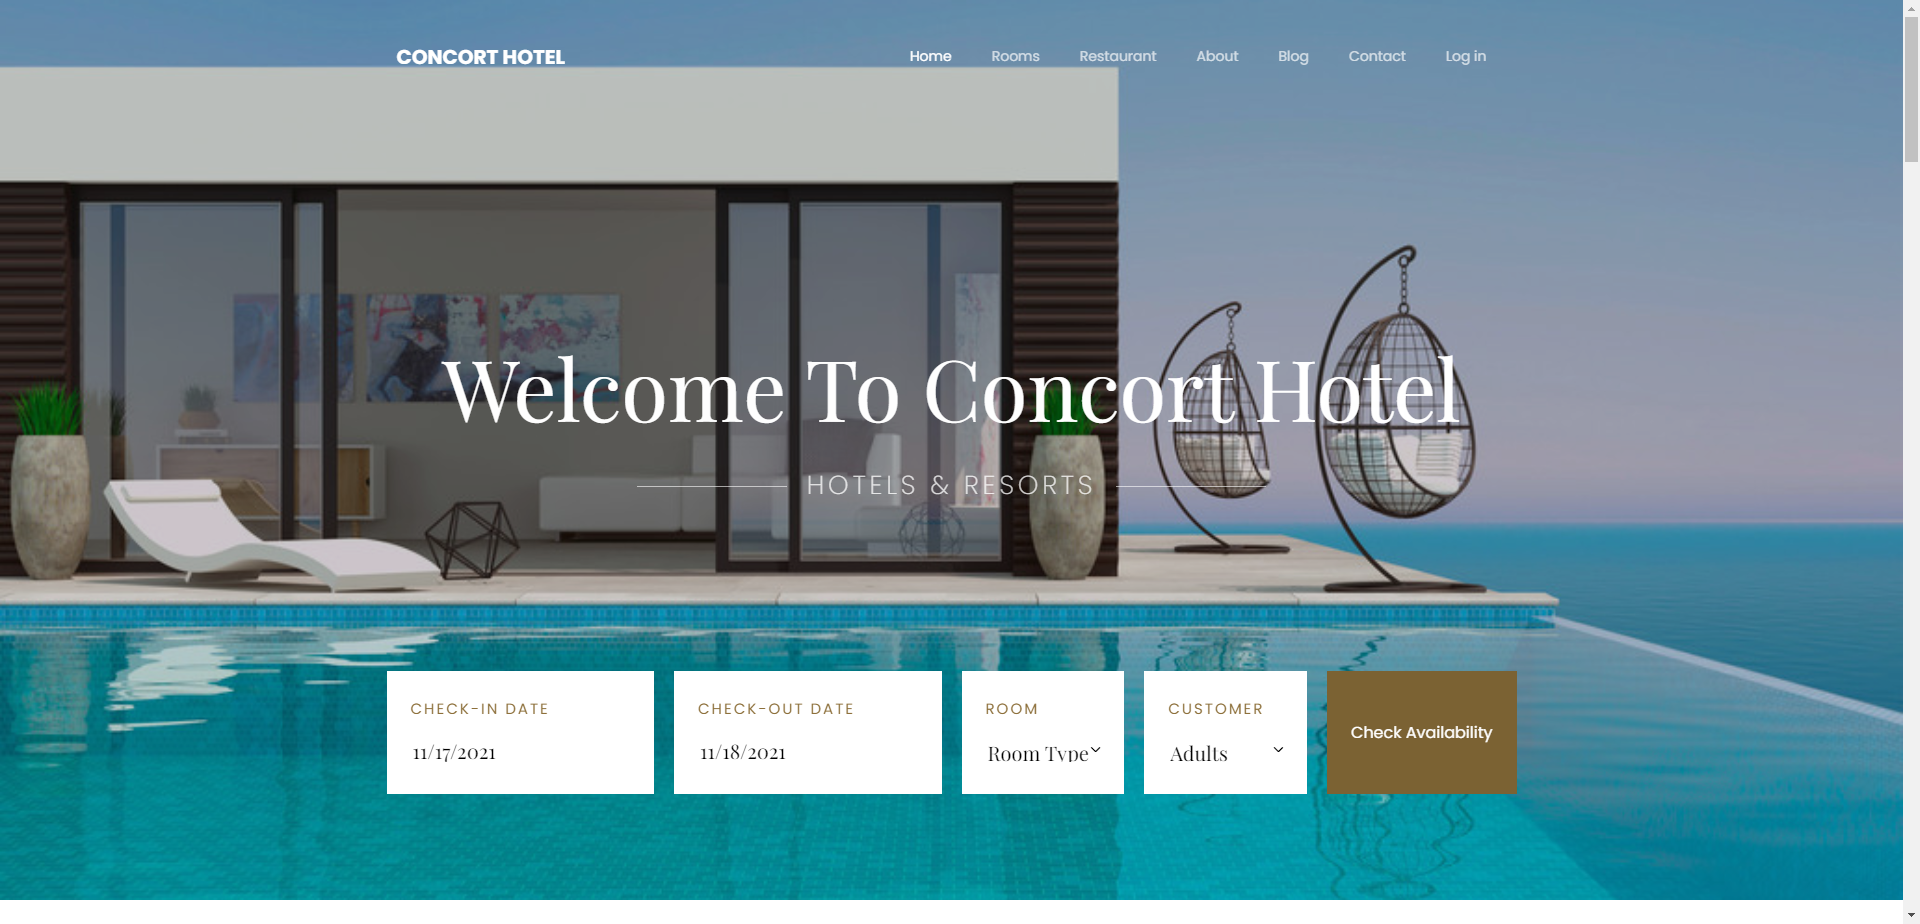 CONCORT HOTEL
Home Rooms Restaurant About Blog Contact Log in
Welcome To Concort Hotel
HOTELS & RESORTS
CHECK-IN DATE
11/17/2021
CHECK-OUT DATE
11/18/2021
ROOM
Room Type
CUSTOMER
Adults
Check Availability